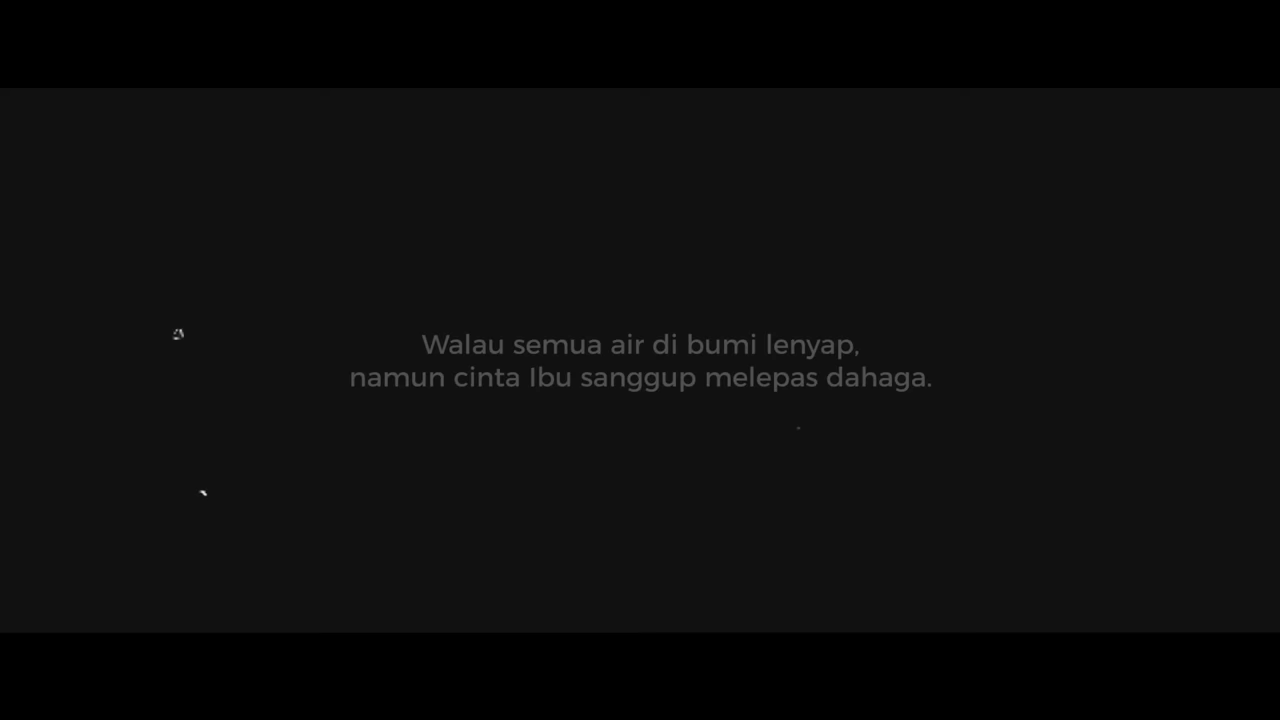 Walau semua air di bumi lenyap,
namun cinta Ibu sanggup melepas dahaga.